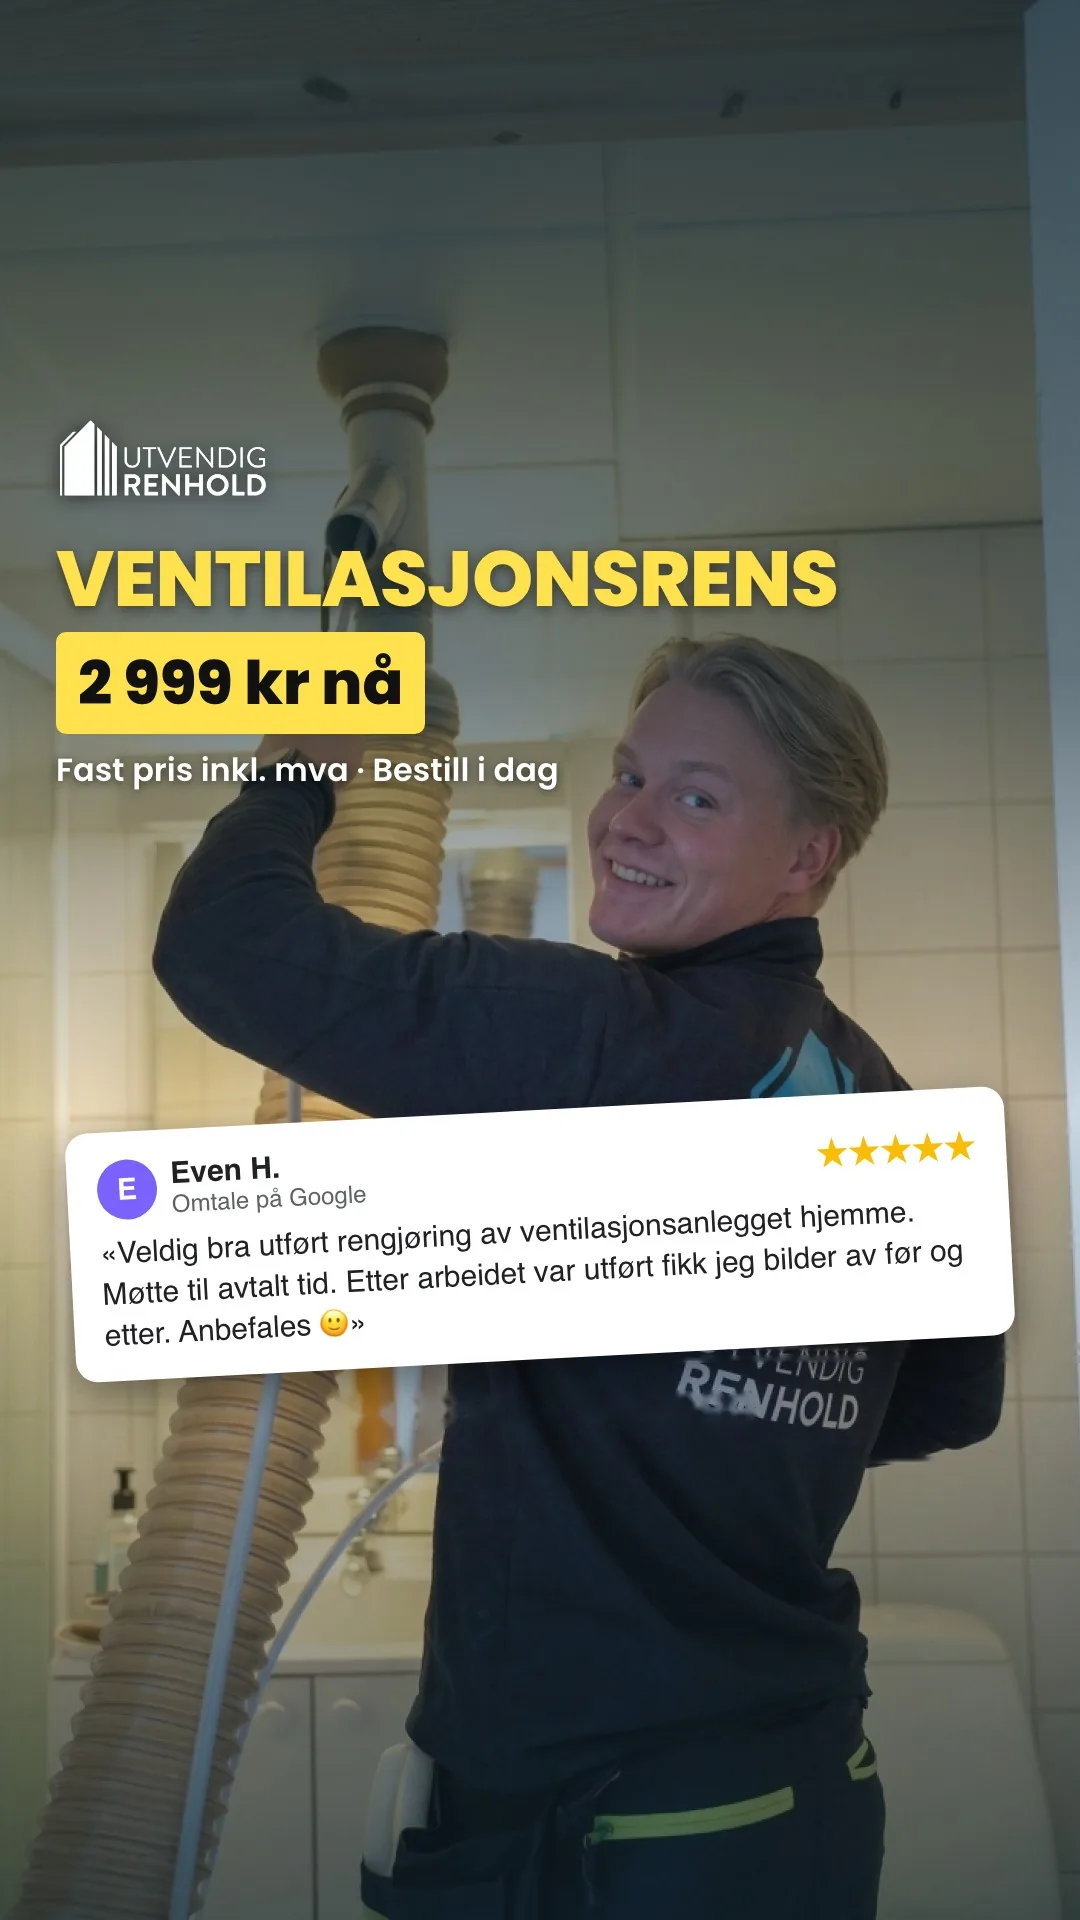 UTVENDIG
RENHOLD
VENTILASJONSRENS
2 999 kr nå
Fast pris inkl. mva · Bestill i dag
E
Even H.
★★★★★
Omtale på Google
«Veldig bra utført rengjøring av ventilasjonsanlegget hjemme.
Møtte til avtalt tid. Etter arbeidet var utført fikk jeg bilder av før og
etter. Anbefales 🙂»
UTVENDIG
RENHOLD